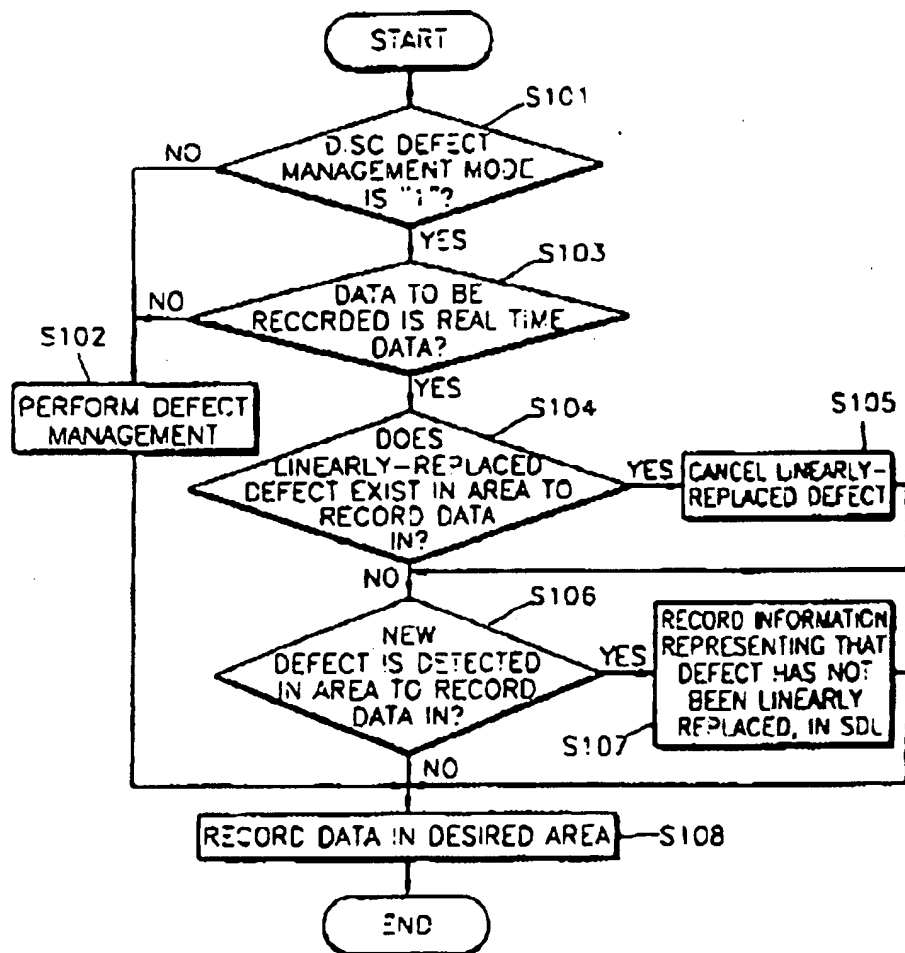 START
S101
DISC DEFECT
MANAGEMENT MODE
IS "1"?
NO
YES
S103
DATA TO BE
RECORDED IS REAL TIME
DATA?
NO
YES
S102
PERFORM DEFECT
MANAGEMENT
S104
DOES
LINEARLY-REPLACED
DEFECT EXIST IN AREA TO
RECORD DATA
IN?
YES
NO
S105
CANCEL LINEARLY-
REPLACED DEFECT
S106
NEW
DEFECT IS DETECTED
IN AREA TO RECORD
DATA IN?
YES
NO
RECORD INFORMATION
REPRESENTING THAT
DEFECT HAS NOT
BEEN LINEARLY
REPLACED, IN SDL
S107
RECORD DATA IN DESIRED AREA
S108
END